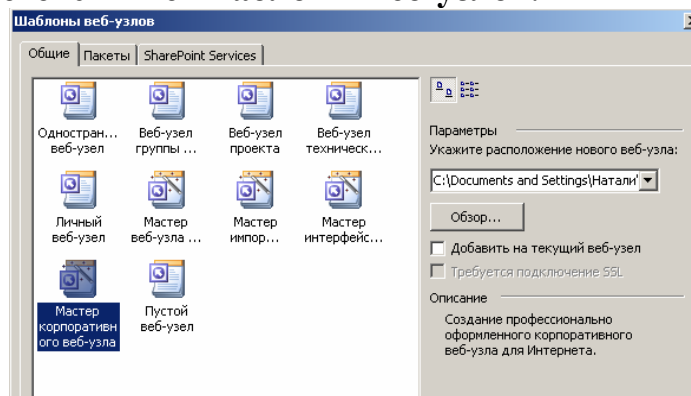 Шаблоны веб-узлов
Общие Пакеты SharePoint Services
Одностран... Веб-узел Веб-узел Веб-узел
веб-узел группы ... проекта техническ...
Личный Мастер Мастер Мастер
веб-узел веб-узла ... импор... интерфейс...
Мастер Пустой
корпоративн веб-узел
ого веб-узла
Параметры
Укажите расположение нового веб-узла:
C:\Documents and Settings\Натали'
Обзор...
Добавить на текущий веб-узел
Требуется подключение SSL
Описание
Создание профессионально
оформленного корпоративного
веб-узла для Интернета.